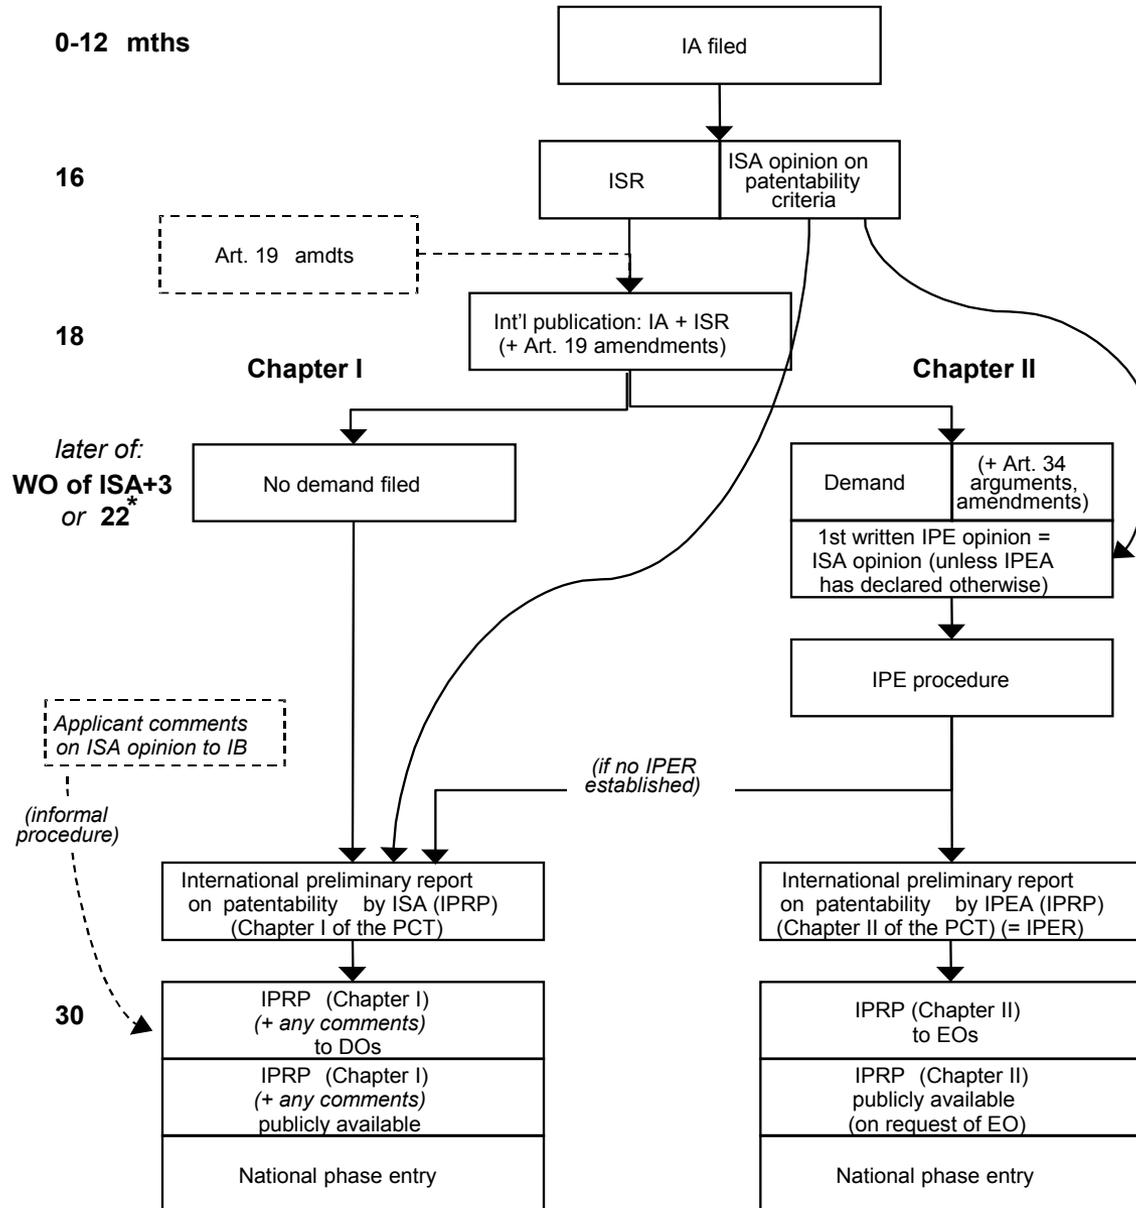 0-12 mths
IA filed
16
ISR
ISA opinion on
patentability
criteria
Art. 19 amdts
18
Int'l publication: IA + ISR
(+ Art. 19 amendments)
Chapter I
Chapter II
later of:
WO of ISA+3
or 22*
No demand filed
Demand
(+ Art. 34
arguments,
amendments)
1st written IPE opinion =
ISA opinion (unless IPEA
has declared otherwise)
IPE procedure
Applicant comments
on ISA opinion to IB
(informal
procedure)
(if no IPER
established)
International preliminary report
on patentability by ISA (IPRP)
(Chapter I of the PCT)
International preliminary report
on patentability by IPEA (IPRP)
(Chapter II of the PCT) (= IPER)
30
IPRP (Chapter I)
(+ any comments)
to DOs
IPRP (Chapter II)
to EOs
IPRP (Chapter I)
(+ any comments)
publicly available
IPRP (Chapter II)
publicly available
(on request of EO)
National phase entry
National phase entry